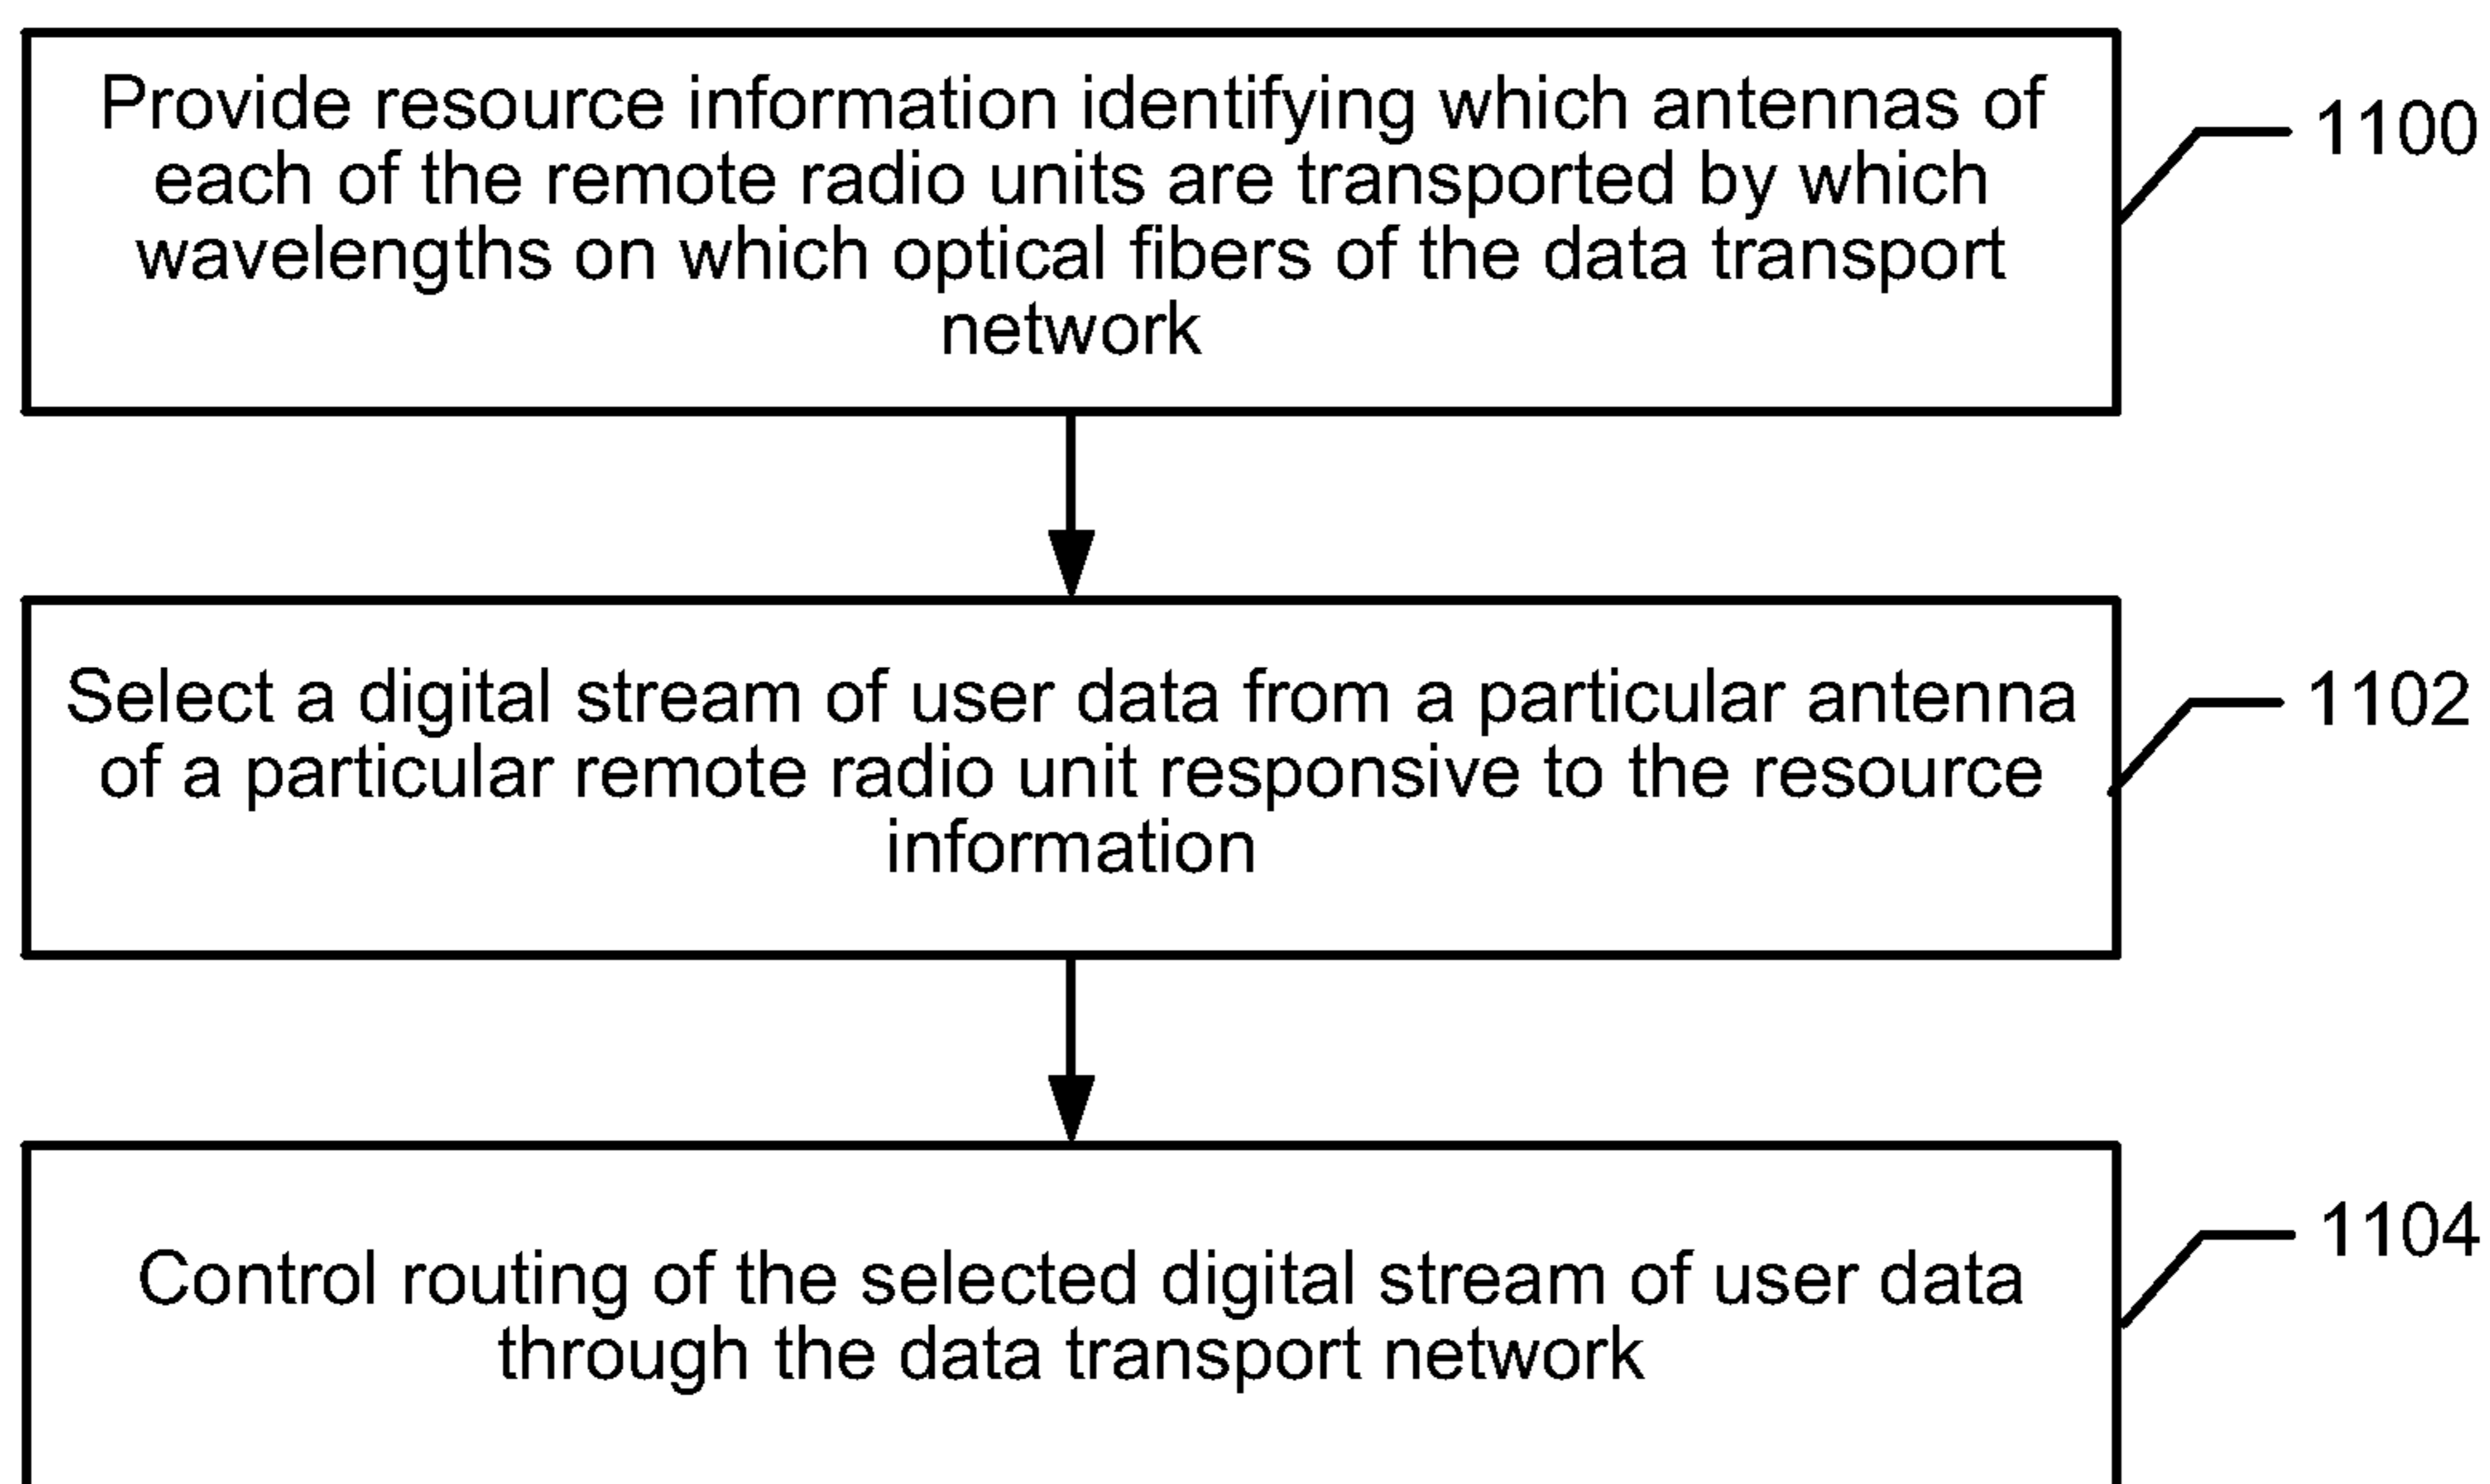 Provide resource information identifying which antennas of
each of the remote radio units are transported by which
wavelengths on which optical fibers of the data transport
network
1100
Select a digital stream of user data from a particular antenna
of a particular remote radio unit responsive to the resource
information
1102
Control routing of the selected digital stream of user data
through the data transport network
1104